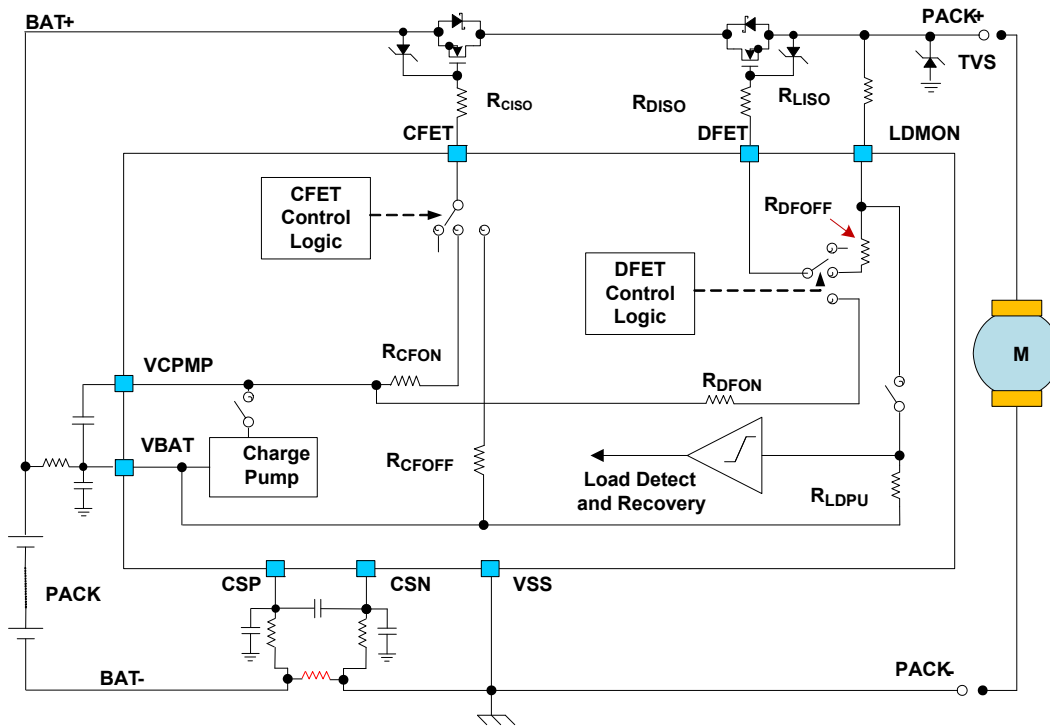 BAT+
PACK+
TVS
RCISO
RDISO
RLISO
CFET
DFET
LDMON
CFET
Control
Logic
RDFOFF
DFET
Control
Logic
M
VCPMP
RCFON
RDFON
VBAT
Charge
Pump
RCFOFF
Load Detect
and Recovery
RLDPU
CSP
CSN
VSS
PACK
BAT-
PACK-